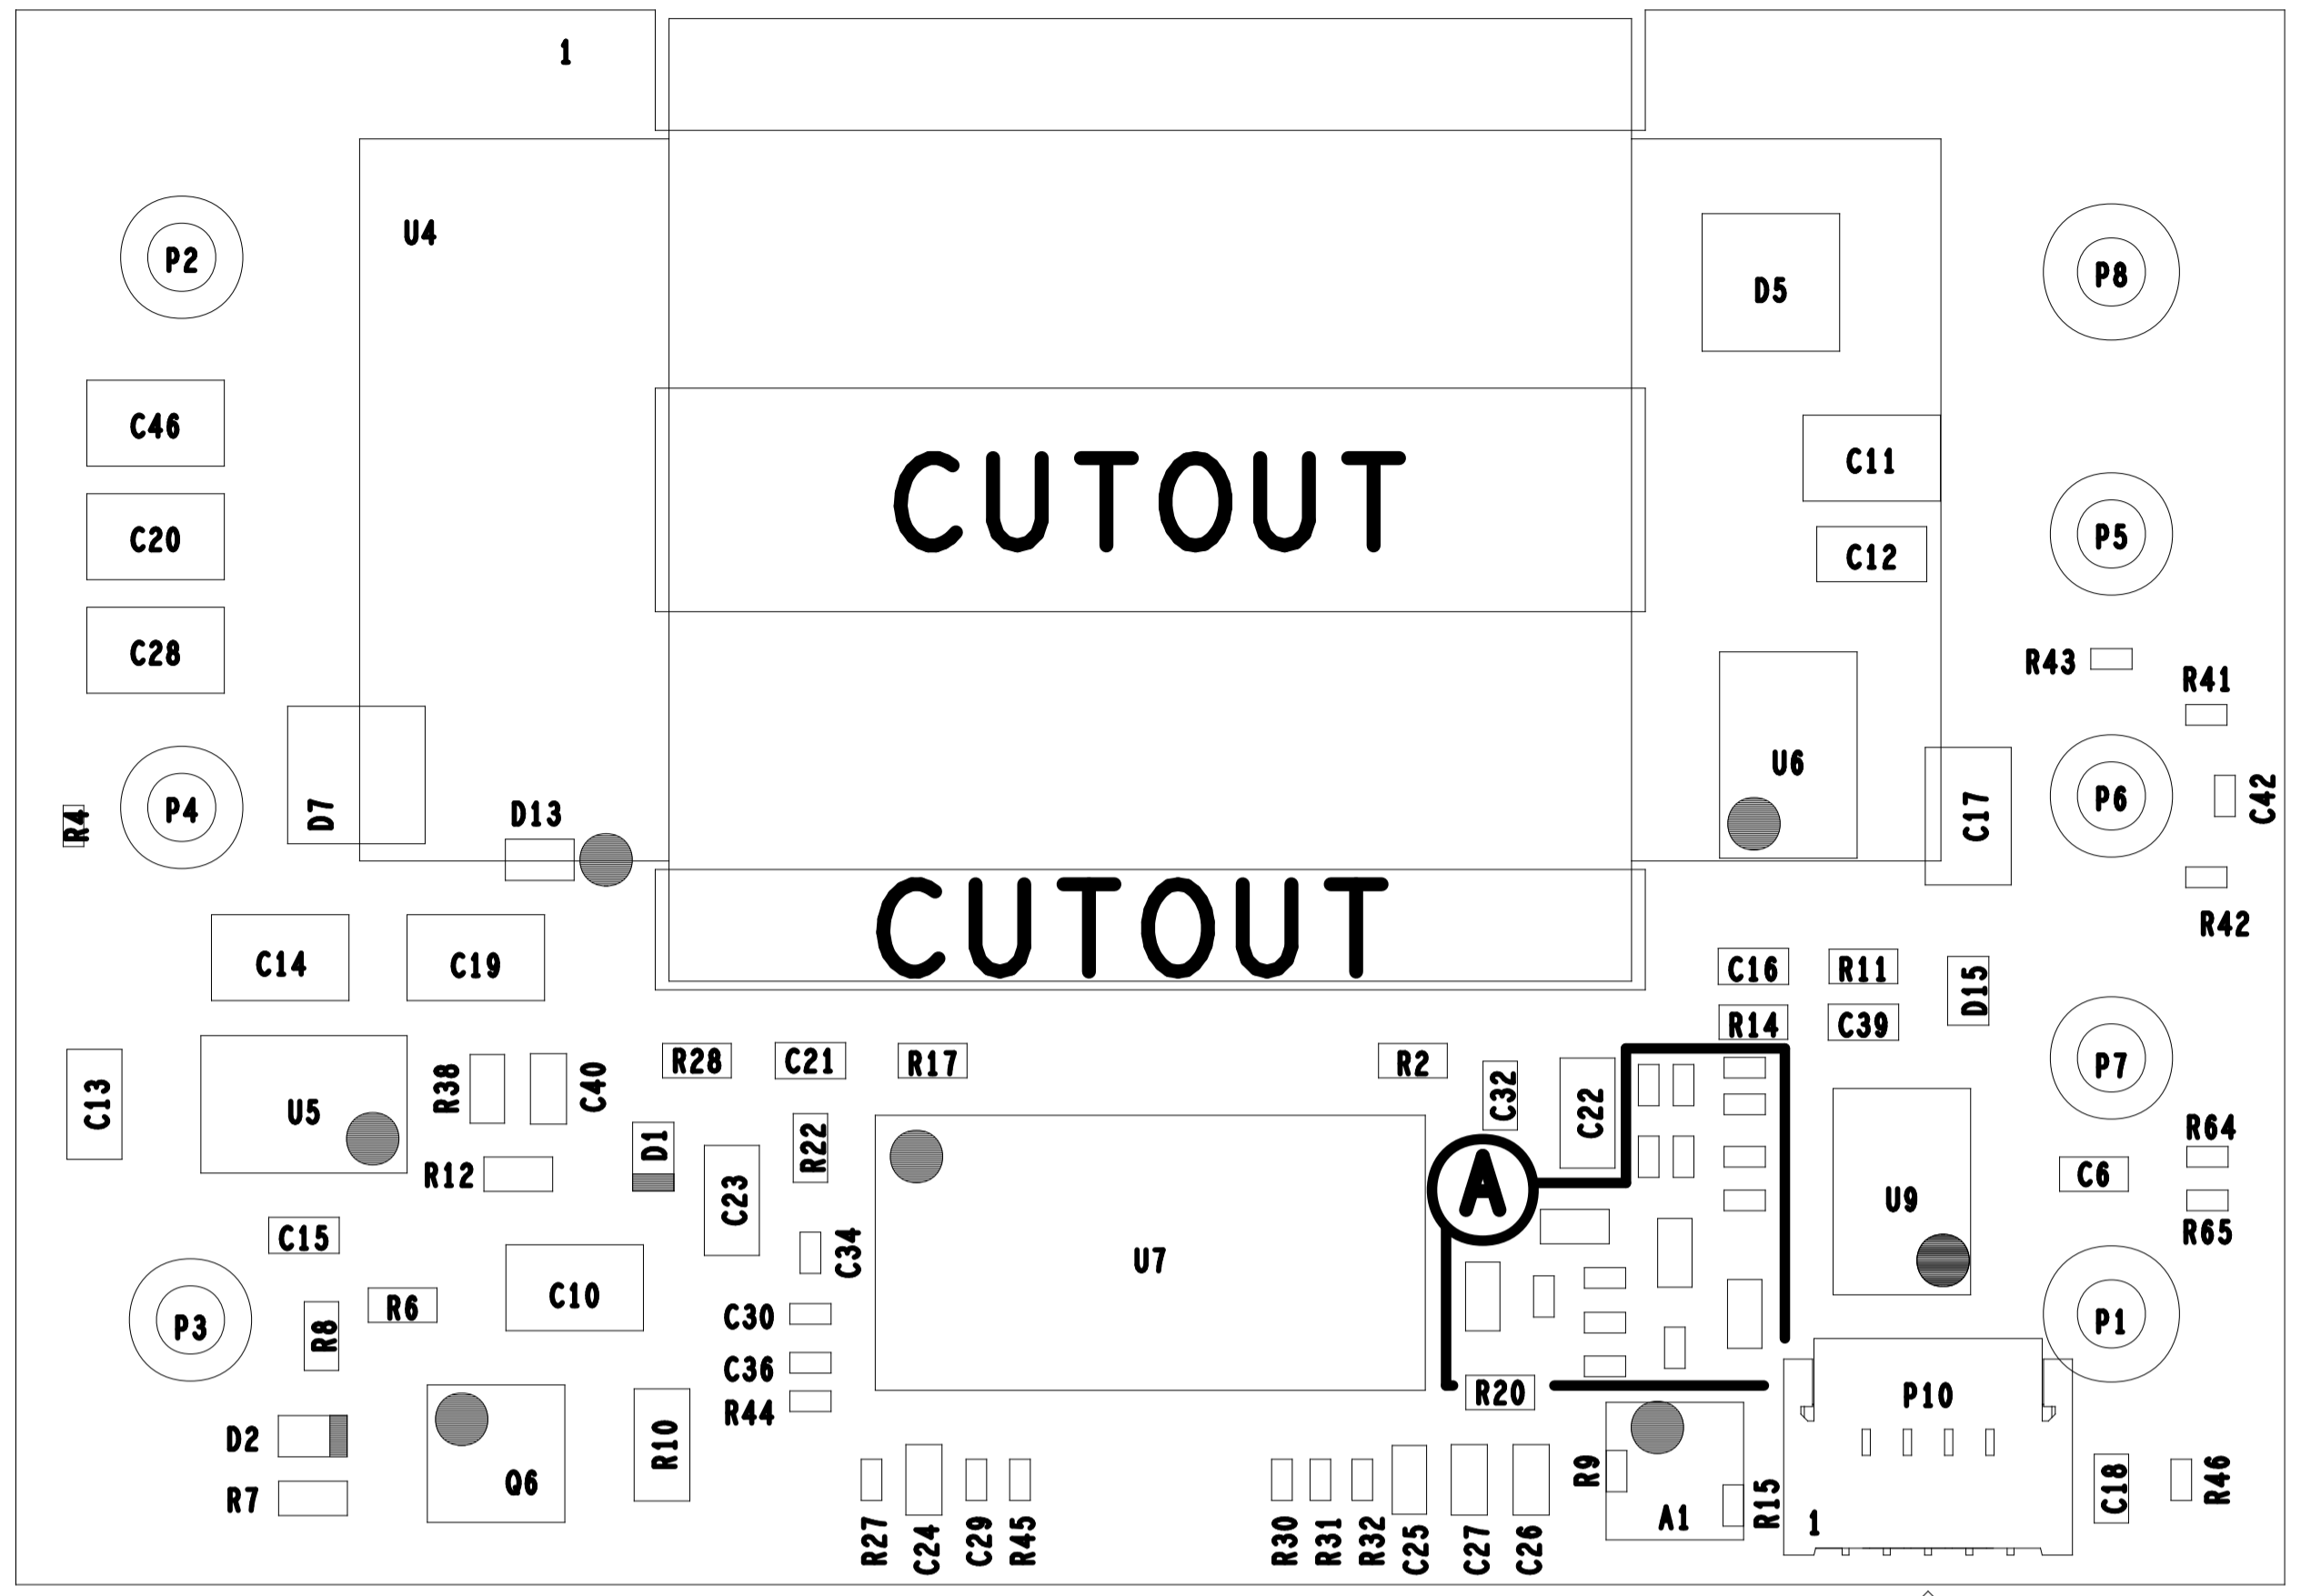 1
U4
P2
D5
P8
C46
CUTOUT
C11
C20
P5
C12
C28
R43
R41
U6
D7
D13
P4
R4
P6
C42
C17
CUTOUT
R42
C14
C19
C16
R11
D15
R14
C39
R28
C21
R17
R2
P7
C13
U5
R38
C40
C32
C22
D1
R22
R64
R12
A
C6
C23
U9
C15
R65
C34
U7
C10
R6
C30
P3
R8
P1
C36
R20
P10
R44
D2
R10
Q6
R7
R9
A1
R15
1
C18
R46
R27
C24
C29
R45
R30
R31
R32
C25
C27
C26